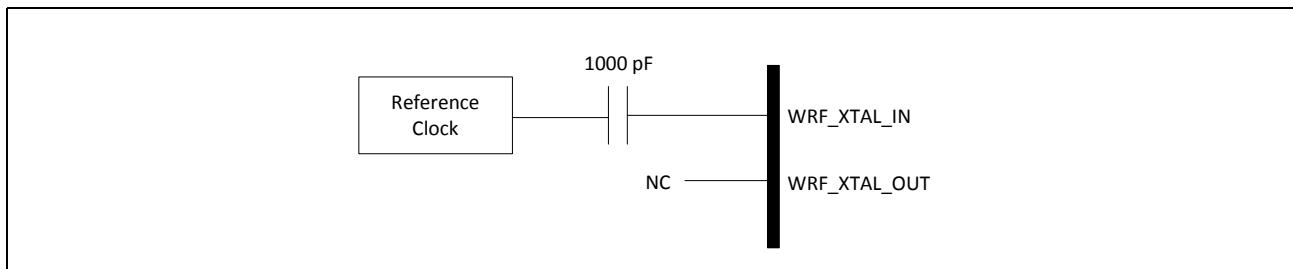 1000 pF
Reference
Clock
WRF_XTAL_IN
NC
WRF_XTAL_OUT